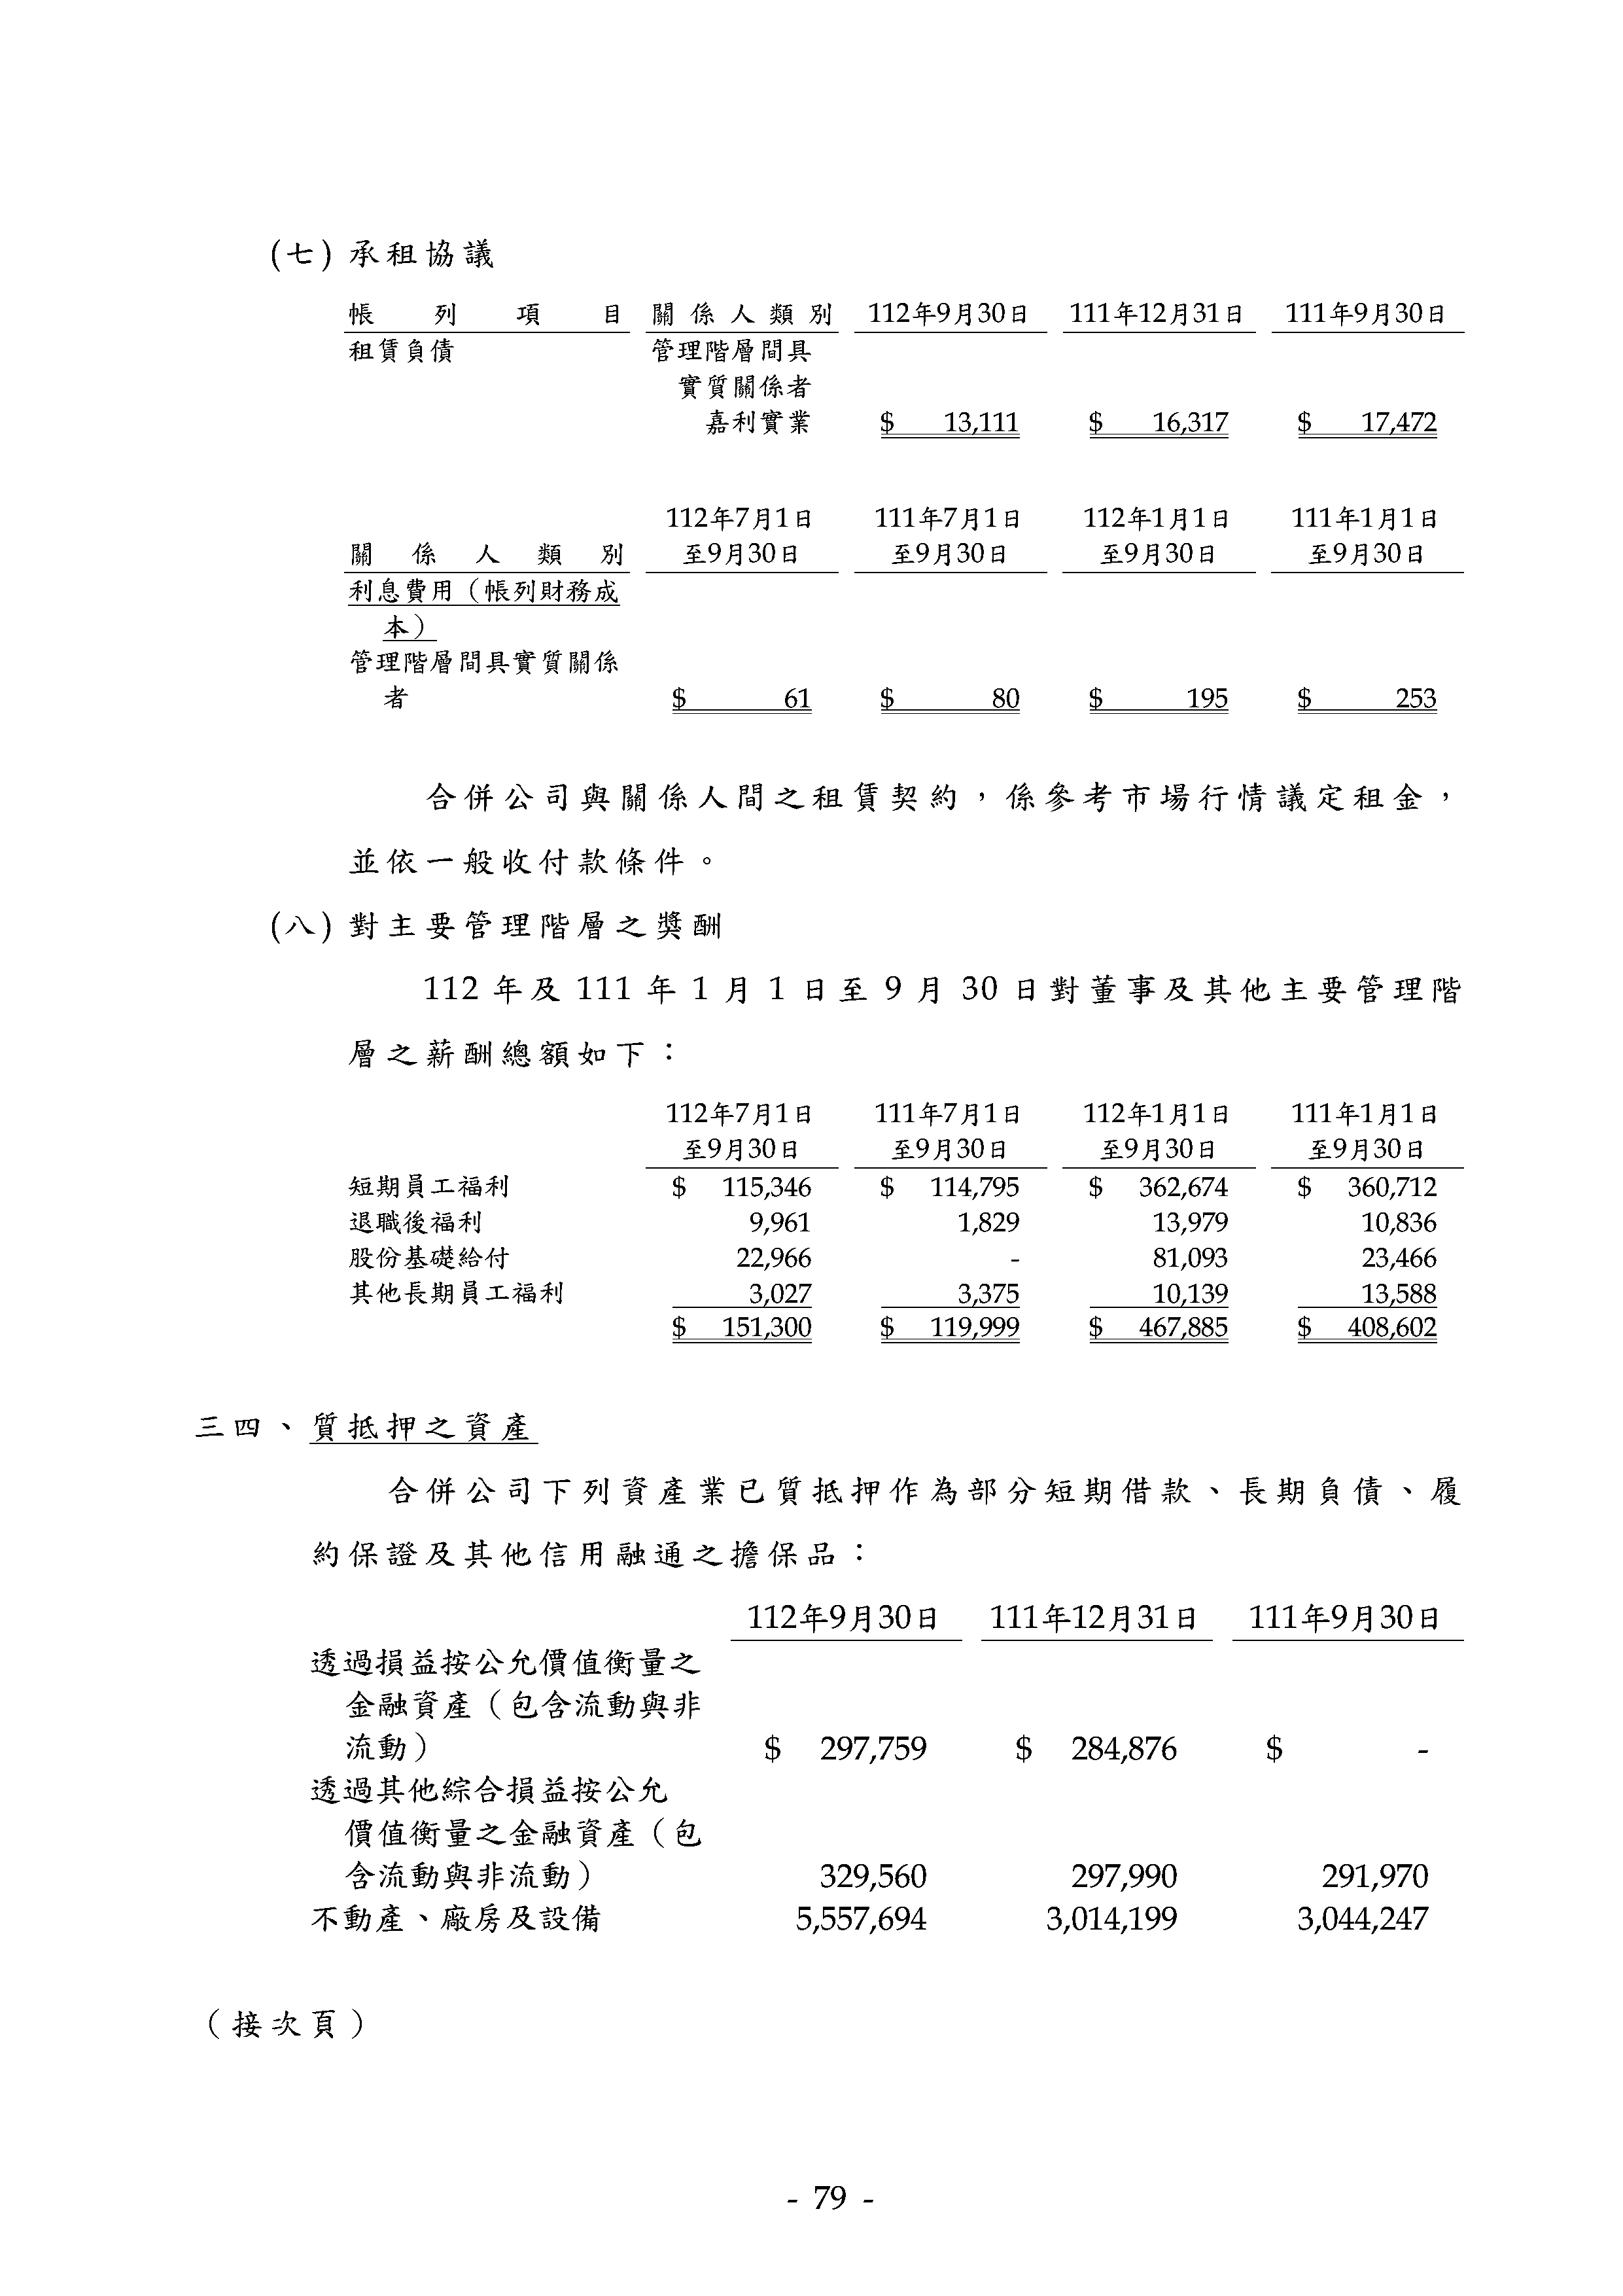 (七) 承租協議
帳列項目 關係人類別 112年9月30日 111年12月31日 111年9月30日
租賃負債 管理階層間具
實質關係者
嘉利實業 $ 13,111 $ 16,317 $ 17,472
112年7月1日 111年7月1日 112年1月1日 111年1月1日
關係人類別 至9月30日 至9月30日 至9月30日 至9月30日
利息費用（帳列財務成
本）
管理階層間具實質關係
者 $ 61 $ 80 $ 195 $ 253
合併公司與關係人間之租賃契約，係參考市場行情議定租金，
並依一般收付款條件。
(八) 對主要管理階層之獎酬
112 年及 111 年 1 月 1 日至 9 月 30 日對董事及其他主要管理階
層之薪酬總額如下：
112年7月1日 111年7月1日 112年1月1日 111年1月1日
至9月30日 至9月30日 至9月30日 至9月30日
短期員工福利 $ 115,346 $ 114,795 $ 362,674 $ 360,712
退職後福利 9,961 1,829 13,979 10,836
股份基礎給付 22,966 - 81,093 23,466
其他長期員工福利 3,027 3,375 10,139 13,588
$ 151,300 $ 119,999 $ 467,885 $ 408,602
三四、質抵押之資產
合併公司下列資產業已質抵押作為部分短期借款、長期負債、履
約保證及其他信用融通之擔保品：
112年9月30日 111年12月31日 111年9月30日
透過損益按公允價值衡量之
金融資產（包含流動與非
流動） $ 297,759 $ 284,876 $ -
透過其他綜合損益按公允
價值衡量之金融資產（包
含流動與非流動） 329,560 297,990 291,970
不動產、廠房及設備 5,557,694 3,014,199 3,044,247
（接次頁）
- 79 -